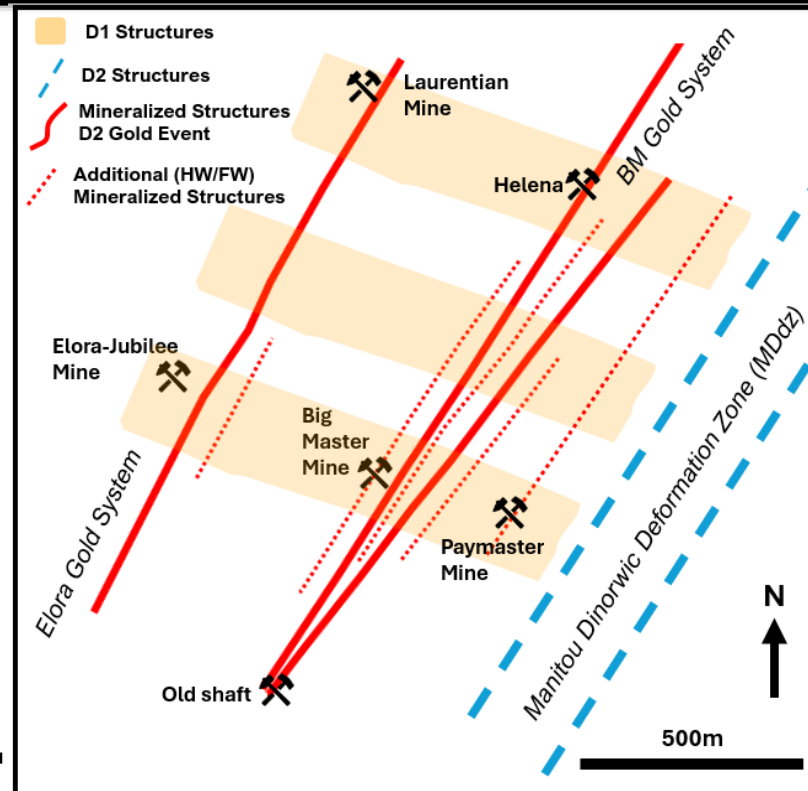 D1 Structures
D2 Structures
Mineralized Structures
D2 Gold Event
Additional (HW/FW)
Mineralized Structures
Laurentian
Mine
BM Gold System
Helena
Elora-Jubilee
Mine
Big
Master
Mine
Paymaster
Mine
Elora Gold System
Manitou Dinorwic Deformation Zone (MDdz)
Old shaft
N
500m